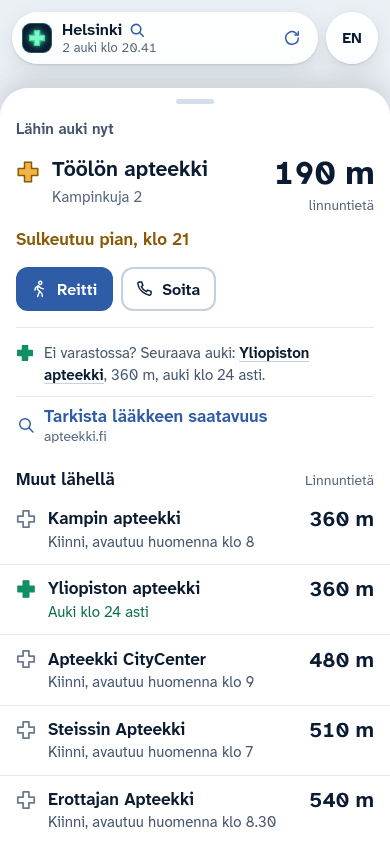 Helsinki
2 auki klo 20.41
EN
Lähin auki nyt
Töölön apteekki
190 m
Kampinkuja 2
linnuntietä
Sulkeutuu pian, klo 21
Reitti
Soita
Ei varastossa? Seuraava auki: Yliopiston
apteekki, 360 m, auki klo 24 asti.
Tarkista lääkkeen saatavuus
apteekki.fi
Muut lähellä
Linnuntietä
Kampin apteekki
360 m
Kiinni, avautuu huomenna klo 8
Yliopiston apteekki
360 m
Auki klo 24 asti
Apteekki CityCenter
480 m
Kiinni, avautuu huomenna klo 9
Steissin Apteekki
510 m
Kiinni, avautuu huomenna klo 7
Erottajan Apteekki
540 m
Kiinni, avautuu huomenna klo 8.30